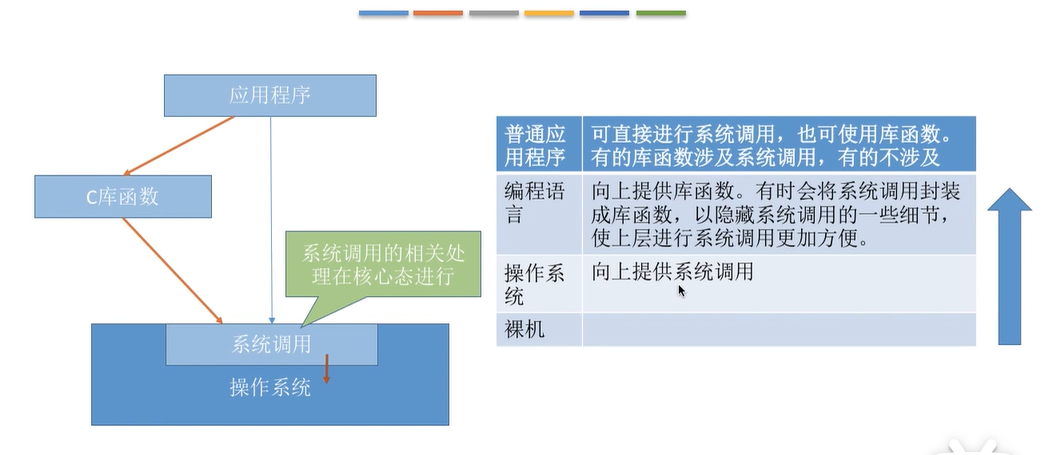 应用程序
C库函数
系统调用的相关处
理在核心态进行
系统调用
操作系统
普通应
用程序
可直接进行系统调用，也可使用库函数。
有的库函数涉及系统调用，有的不涉及
编程语
言
向上提供库函数。有时会将系统调用封装
成库函数，以隐藏系统调用的一些细节，
使上层进行系统调用更加方便。
操作系
统
向上提供系统调用
裸机